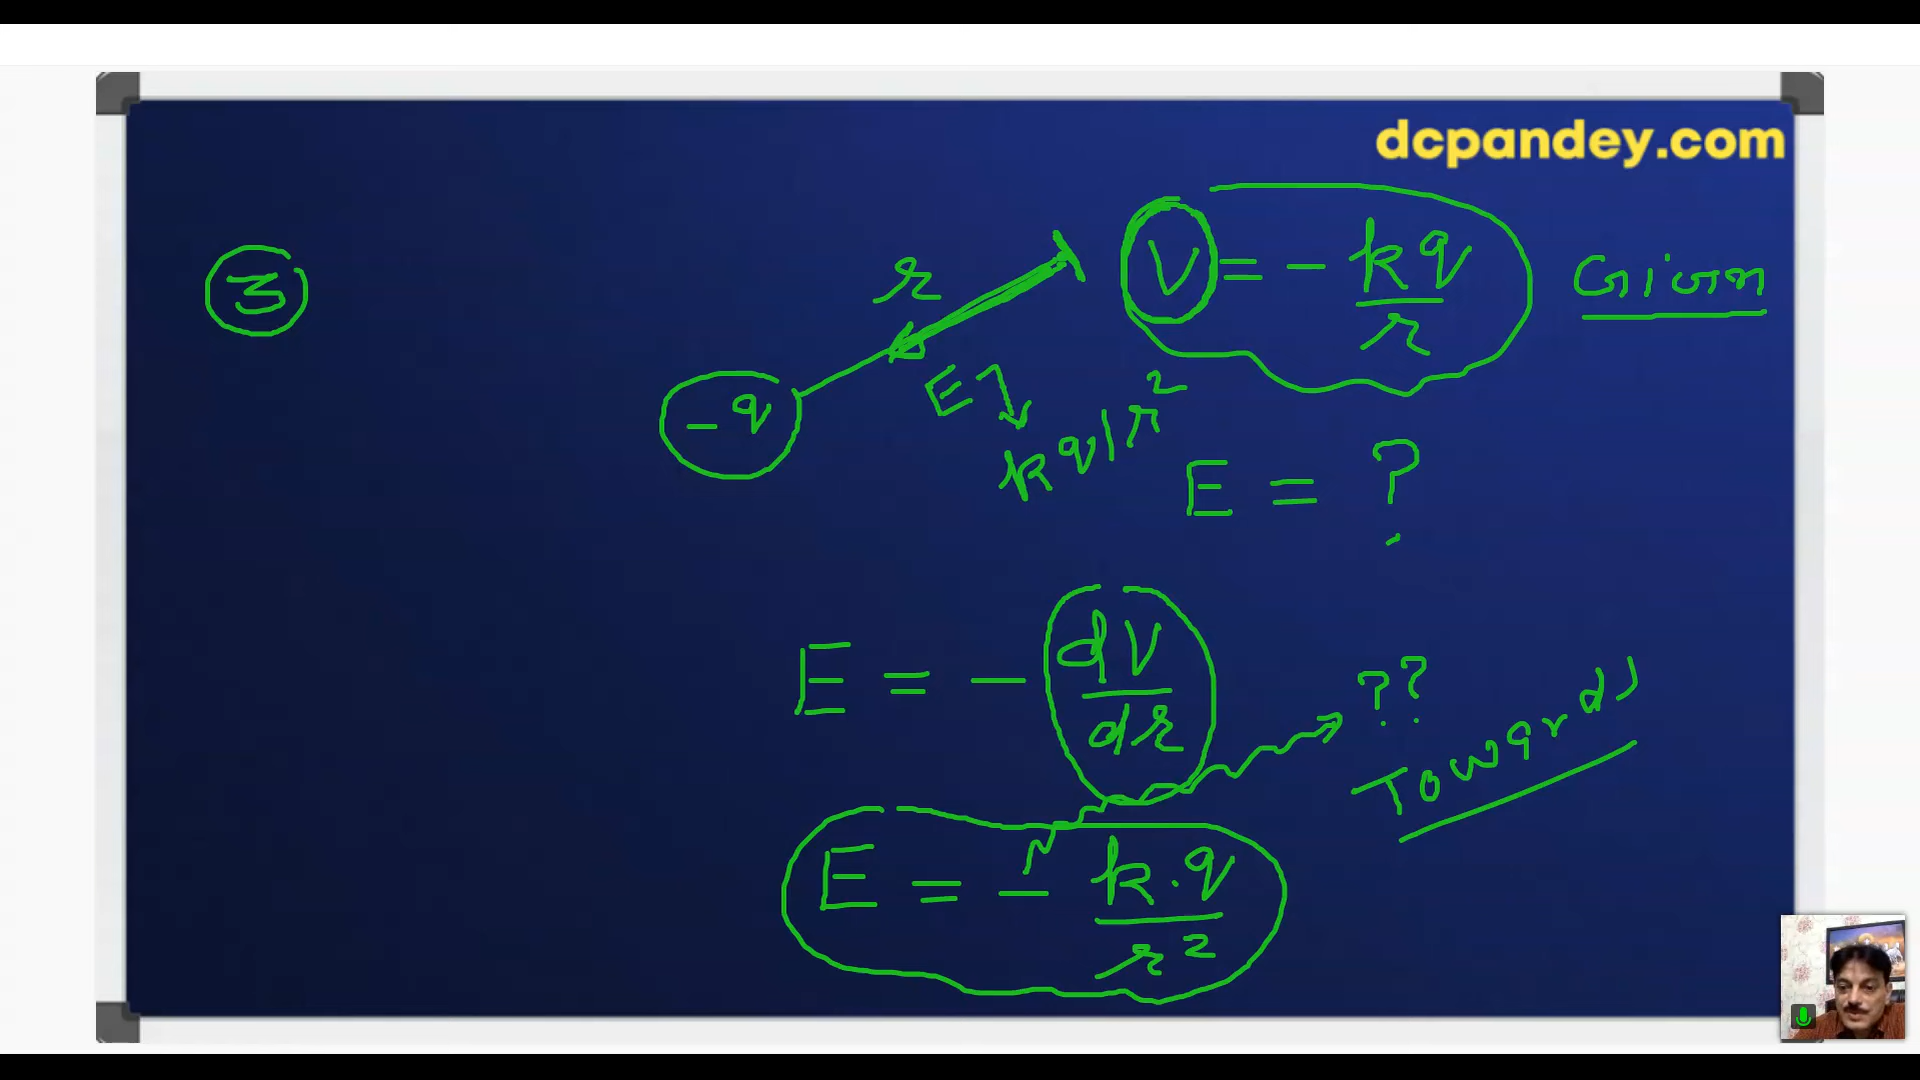 dcpandey.com
3
r
V = - kq/r Given
- q
E
kq/r²
E = ?
E = - dV/dr
??
Towards
E = - k.q/r²